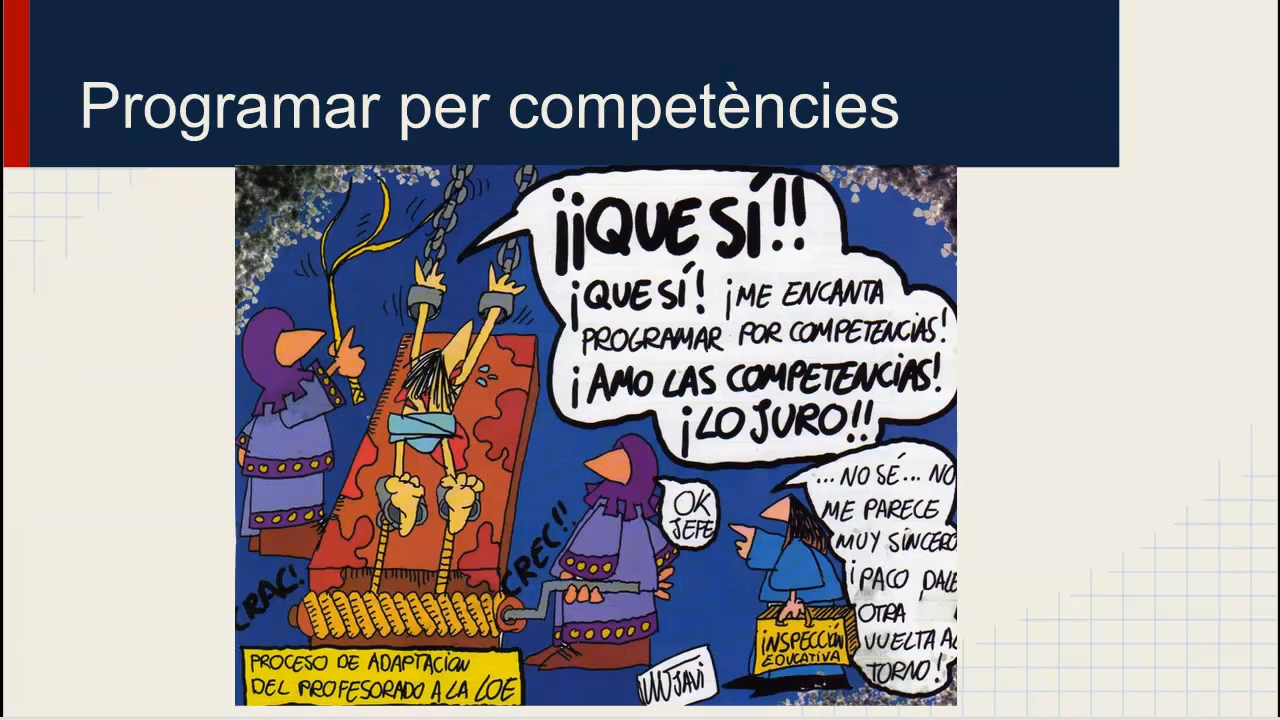 Programar per competències
¡¡QUE SÍ!!
¡QUE SÍ! ¡ME ENCANTA
PROGRAMAR POR COMPETENCIAS!
¡AMO LAS COMPETENCIAS!
¡LO JURO!!
...NO SÉ... NO
ME PARECE
MUY SINCERO
¡PACO, DALE
OTRA
VUELTA AL
TORNO!
OK
JEFE
CREC!!
CRAC!
INSPECCIÓN
EDUCATIVA
PROCESO DE ADAPTACIÓN
DEL PROFESORADO A LA LOE
JAVI